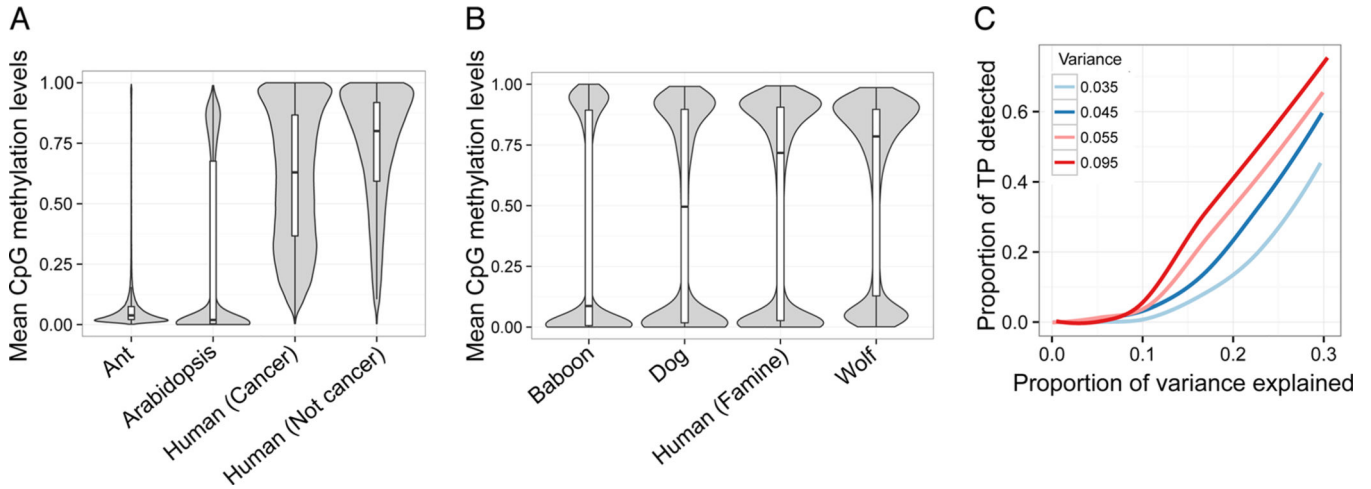 A
Mean CpG methylation levels
1.00
0.75
0.50
0.25
0.00
Ant
Arabidopsis
Human (Cancer)
Human (Not cancer)
B
Mean CpG methylation levels
1.00
0.75
0.50
0.25
0.00
Baboon
Dog
Human (Famine)
Wolf
C
Proportion of TP detected
0.6
0.4
0.2
0.0
Variance
0.035
0.045
0.055
0.095
0.0 0.1 0.2 0.3
Proportion of variance explained